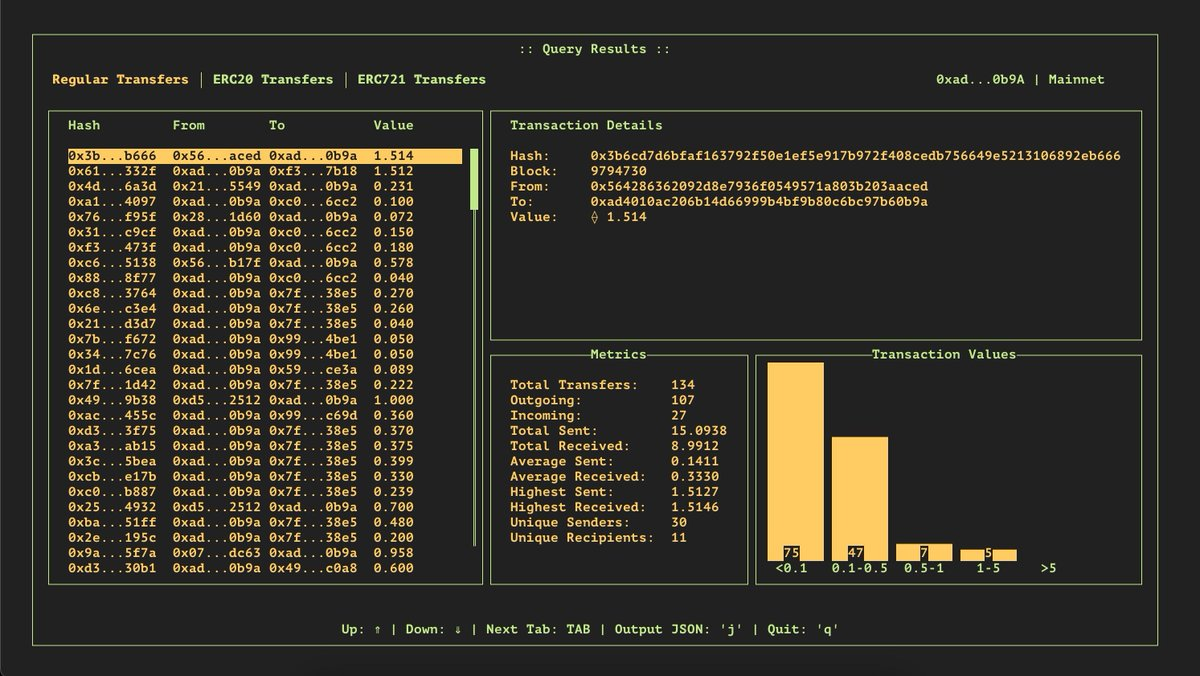 :: Query Results ::
Regular Transfers | ERC20 Transfers | ERC721 Transfers
0xad...0b9A | Mainnet
Hash From To Value
0x3b...b666 0x56...aced 0xad...0b9a 1.514
0x61...332f 0xad...0b9a 0xf3...7b18 1.512
0x4d...6a3d 0x21...5549 0xad...0b9a 0.231
0xa1...4097 0xad...0b9a 0xc0...6cc2 0.100
0x76...f95f 0x28...1d60 0xad...0b9a 0.072
0x31...c9cf 0xad...0b9a 0xc0...6cc2 0.150
0xf3...473f 0xad...0b9a 0xc0...6cc2 0.180
0xc6...5138 0x56...b17f 0xad...0b9a 0.578
0x88...8f77 0xad...0b9a 0xc0...6cc2 0.040
0xc8...3764 0xad...0b9a 0x7f...38e5 0.270
0x6e...c3e4 0xad...0b9a 0x7f...38e5 0.260
0x21...d3d7 0xad...0b9a 0x7f...38e5 0.040
0x7b...f672 0xad...0b9a 0x99...4be1 0.050
0x34...7c76 0xad...0b9a 0x99...4be1 0.050
0x1d...6cea 0xad...0b9a 0x59...ce3a 0.089
0x7f...1d42 0xad...0b9a 0x7f...38e5 0.222
0x49...9b38 0xd5...2512 0xad...0b9a 1.000
0xac...455c 0xad...0b9a 0x99...c69d 0.360
0xd3...3f75 0xad...0b9a 0x7f...38e5 0.370
0xa3...ab15 0xad...0b9a 0x7f...38e5 0.375
0x3c...5bea 0xad...0b9a 0x7f...38e5 0.399
0xcb...e17b 0xad...0b9a 0x7f...38e5 0.330
0xc0...b887 0xad...0b9a 0x7f...38e5 0.239
0x25...4932 0xd5...2512 0xad...0b9a 0.700
0xba...51ff 0xad...0b9a 0x7f...38e5 0.480
0x2e...195c 0xad...0b9a 0x7f...38e5 0.200
0x9a...5f7a 0x07...dc63 0xad...0b9a 0.958
0xd3...30b1 0xad...0b9a 0x49...c0a8 0.600
Transaction Details
Hash: 0x3b6cd7d6bfaf163792f50e1ef5e917b972f408cedb756649e5213106892eb666
Block: 9794730
From: 0x564286362092d8e7936f0549571a803b203aaced
To: 0xad4010ac206b14d66999b4bf9b80c6bc97b60b9a
Value: ⟠ 1.514
Metrics
Total Transfers: 134
Outgoing: 107
Incoming: 27
Total Sent: 15.0938
Total Received: 8.9912
Average Sent: 0.1411
Average Received: 0.3330
Highest Sent: 1.5127
Highest Received: 1.5146
Unique Senders: 30
Unique Recipients: 11
Transaction Values
75 47 7 5
<0.1 0.1-0.5 0.5-1 1-5 >5
Up: ⇑ | Down: ⇓ | Next Tab: TAB | Output JSON: 'j' | Quit: 'q'